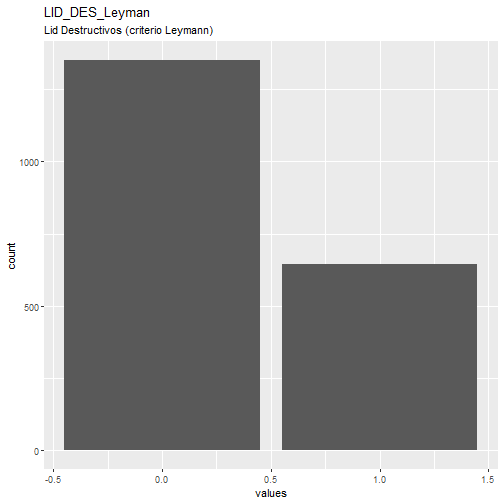 LID_DES_Leyman
Lid Destructivos (criterio Leymann)
count
1000
500
0
-0.5
0.0
0.5
1.0
1.5
values